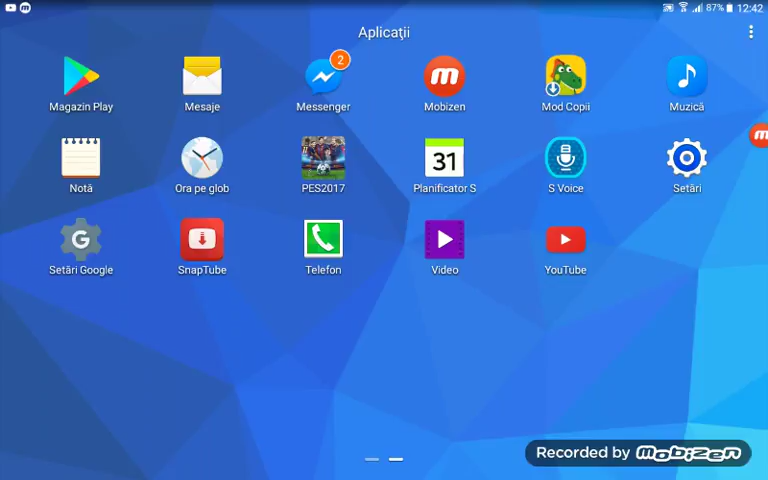 87% 12:42
Aplicaţii
2
Magazin Play Mesaje Messenger Mobizen Mod Copii Muzică
31
Notă Ora pe glob PES2017 Planificator S S Voice Setări
G
Setări Google SnapTube Telefon Video YouTube
Recorded by mobizen